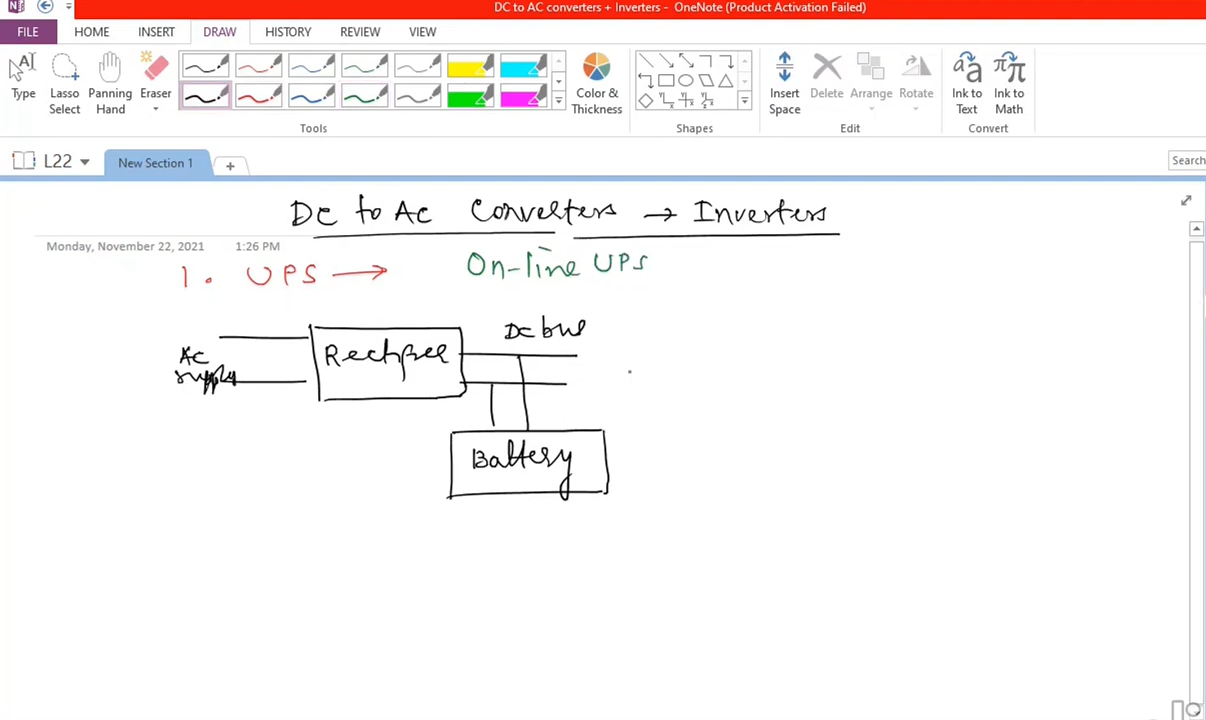 DC to AC converters + Inverters - OneNote (Product Activation Failed)
FILE HOME INSERT DRAW HISTORY REVIEW VIEW
Type
Lasso Select
Panning Hand
Eraser
Color & Thickness
Insert Space
Delete
Arrange
Rotate
Ink to Text
Ink to Math
Tools
Shapes
Edit
Convert
L22
New Section 1
Search
DC to AC Converters → Inverters
Monday, November 22, 2021 1:26 PM
1. UPS → On-line UPS
AC supply
Rectifier
DC bus
Battery